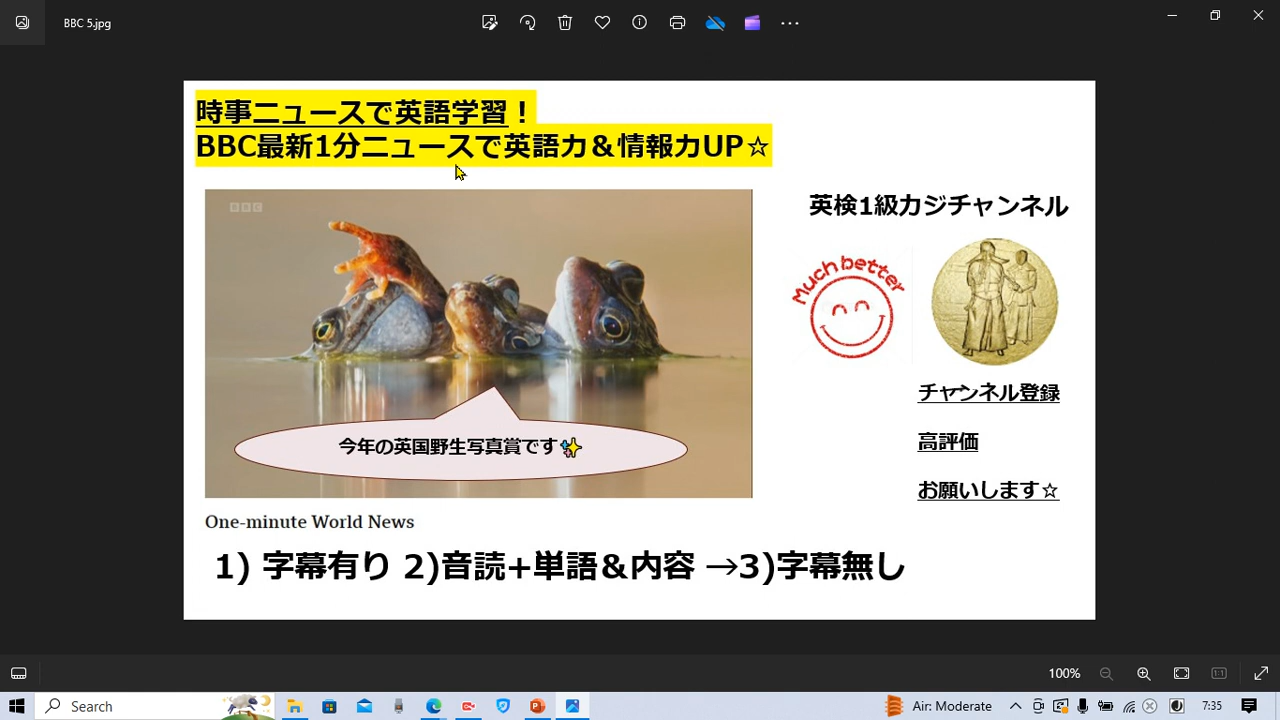 BBC 5.jpg
時事ニュースで英語学習！
BBC最新1分ニュースで英語力＆情報力UP☆
BBC
英検1級カジチャンネル
Much better
チャンネル登録
高評価
お願いします☆
今年の英国野生写真賞です✨
One-minute World News
1) 字幕有り 2)音読+単語＆内容 →3)字幕無し
100%
Search
Air: Moderate
7:35